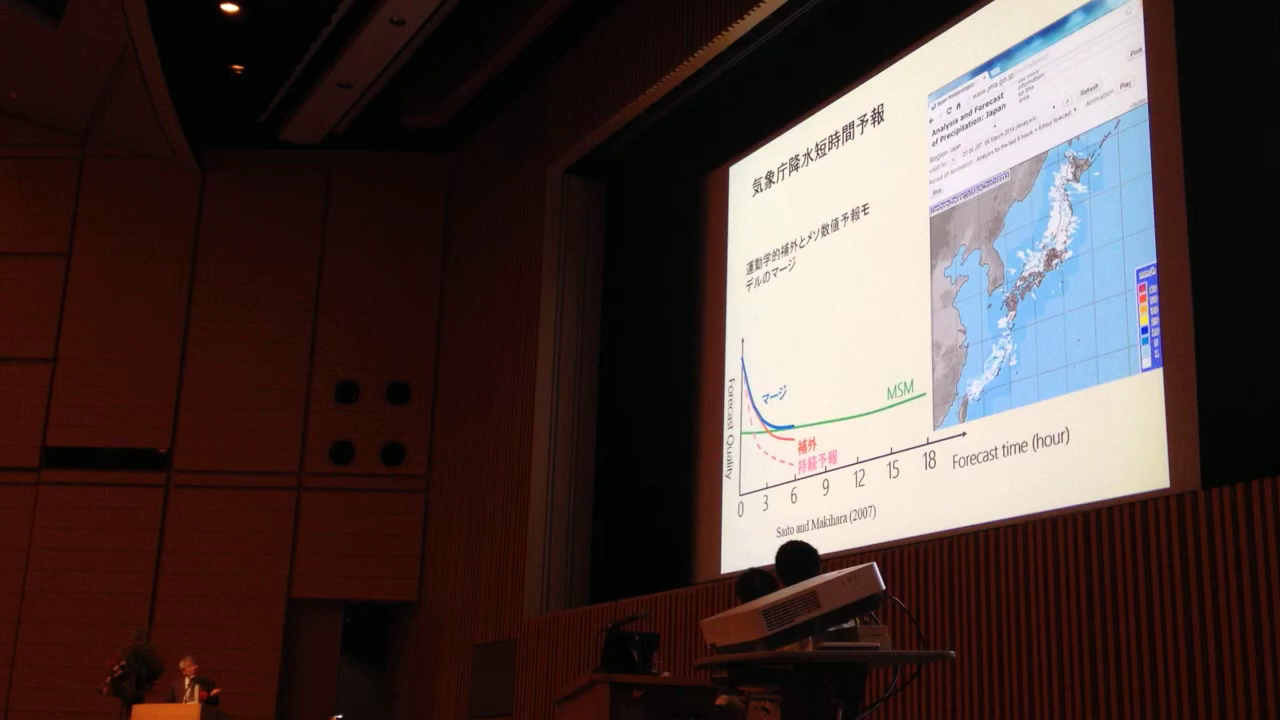 気象庁降水短時間予報
運動学的補外とメソ数値予報モ
デルのマージ
Forecast Quality
マージ
MSM
補外
持続予報
0 3 6 9 12 15 18
Forecast time (hour)
Saito and Makihara (2007)
Analysis and Forecast
of Precipitation: Japan
Refresh
Animation
Play